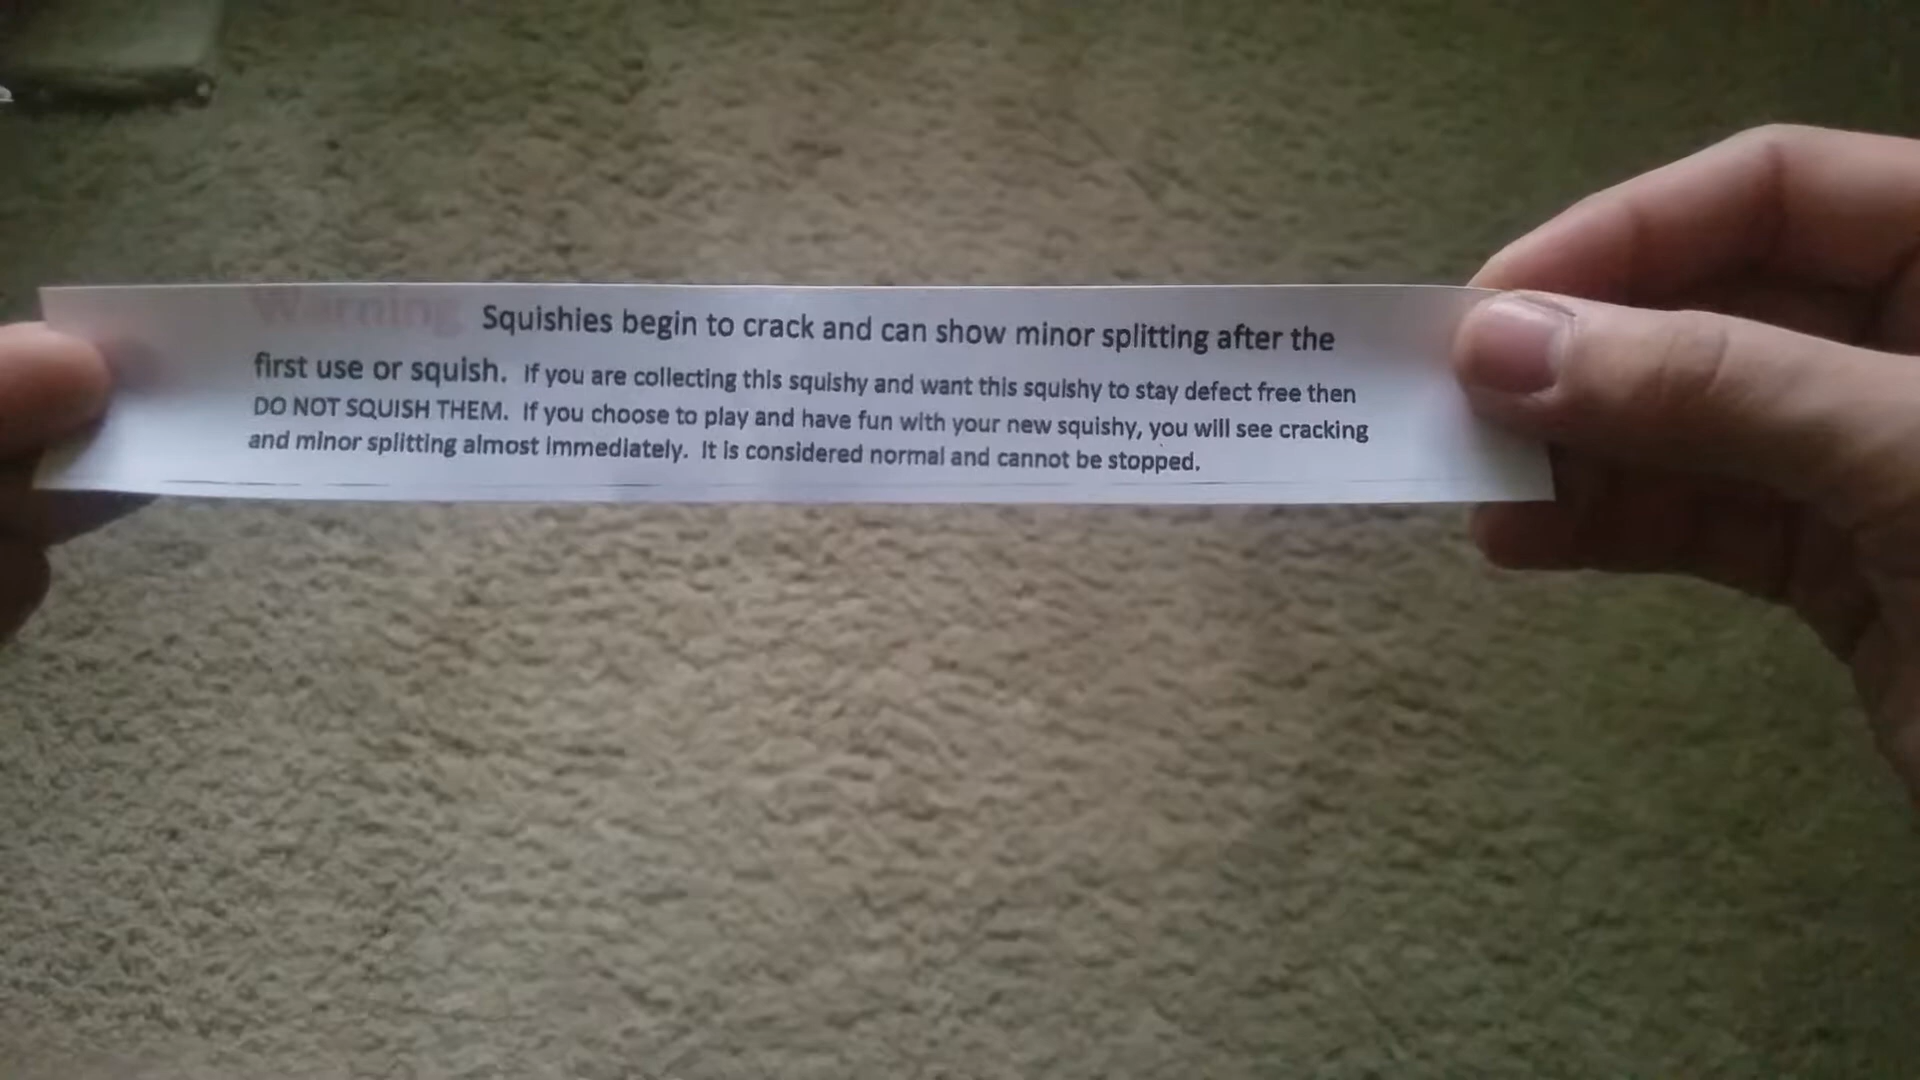 Warning Squishies begin to crack and can show minor splitting after the
first use or squish. If you are collecting this squishy and want this squishy to stay defect free then
DO NOT SQUISH THEM. If you choose to play and have fun with your new squishy, you will see cracking
and minor splitting almost immediately. It is considered normal and cannot be stopped.